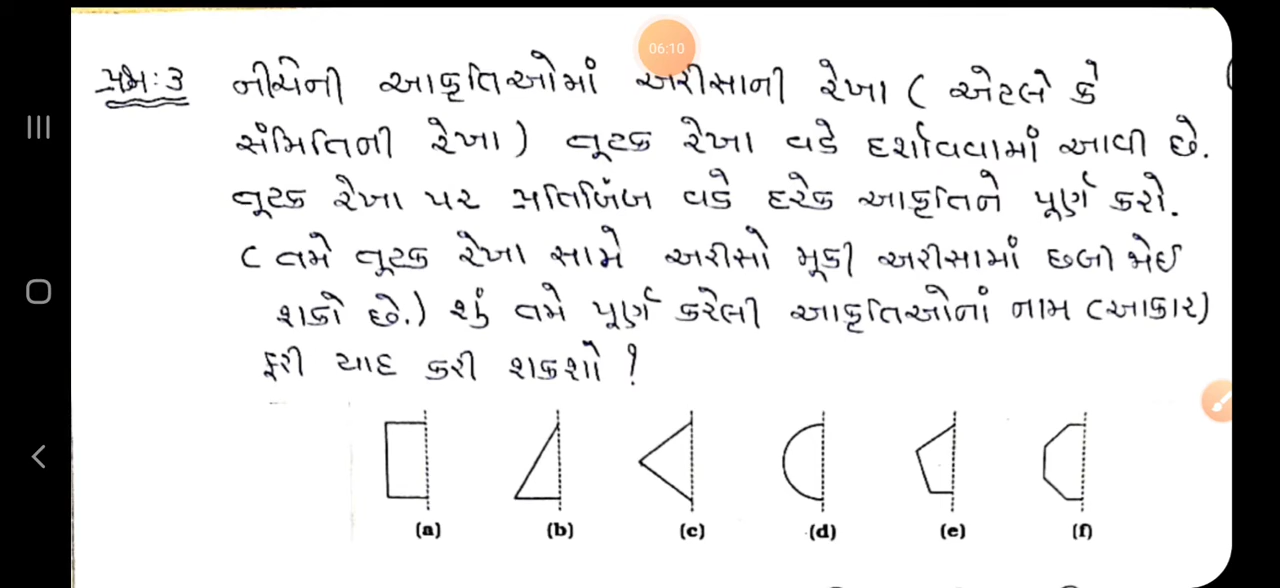 06:10
પ્રશ્ન: 3 નીચેની આકૃતિઓમાં અરીસાની રેખા ( એટલે કે
સંમિતિની રેખા ) તૂટક રેખા વડે દર્શાવવામાં આવી છે.
તૂટક રેખા પર પ્રતિબિંબ વડે દરેક આકૃતિને પૂર્ણ કરો.
( તમે તૂટક રેખા સામે અરીસો મૂકી અરીસામાં છબી જોઈ
શકો છો.) શું તમે પૂર્ણ કરેલી આકૃતિઓનાં નામ (આકાર)
ફરી યાદ કરી શકશો ?
(a) (b) (c) (d) (e) (f)